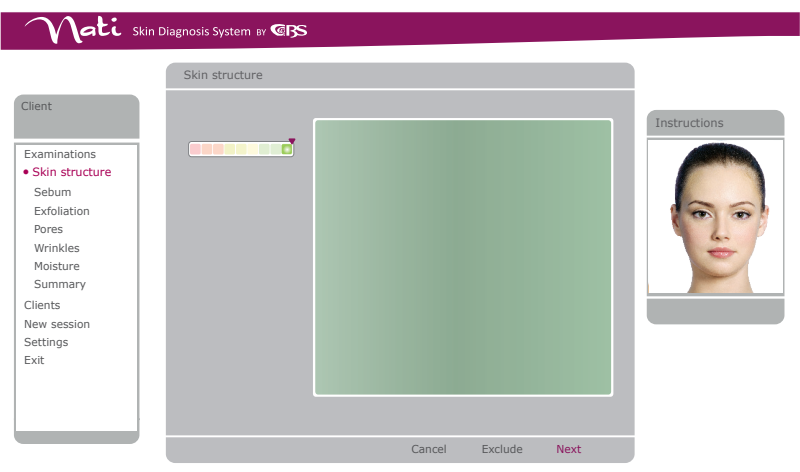 Nati Skin Diagnosis System BY CBS
Skin structure
Client
Instructions
Examinations
Skin structure
Sebum
Exfoliation
Pores
Wrinkles
Moisture
Summary
Clients
New session
Settings
Exit
Cancel Exclude Next